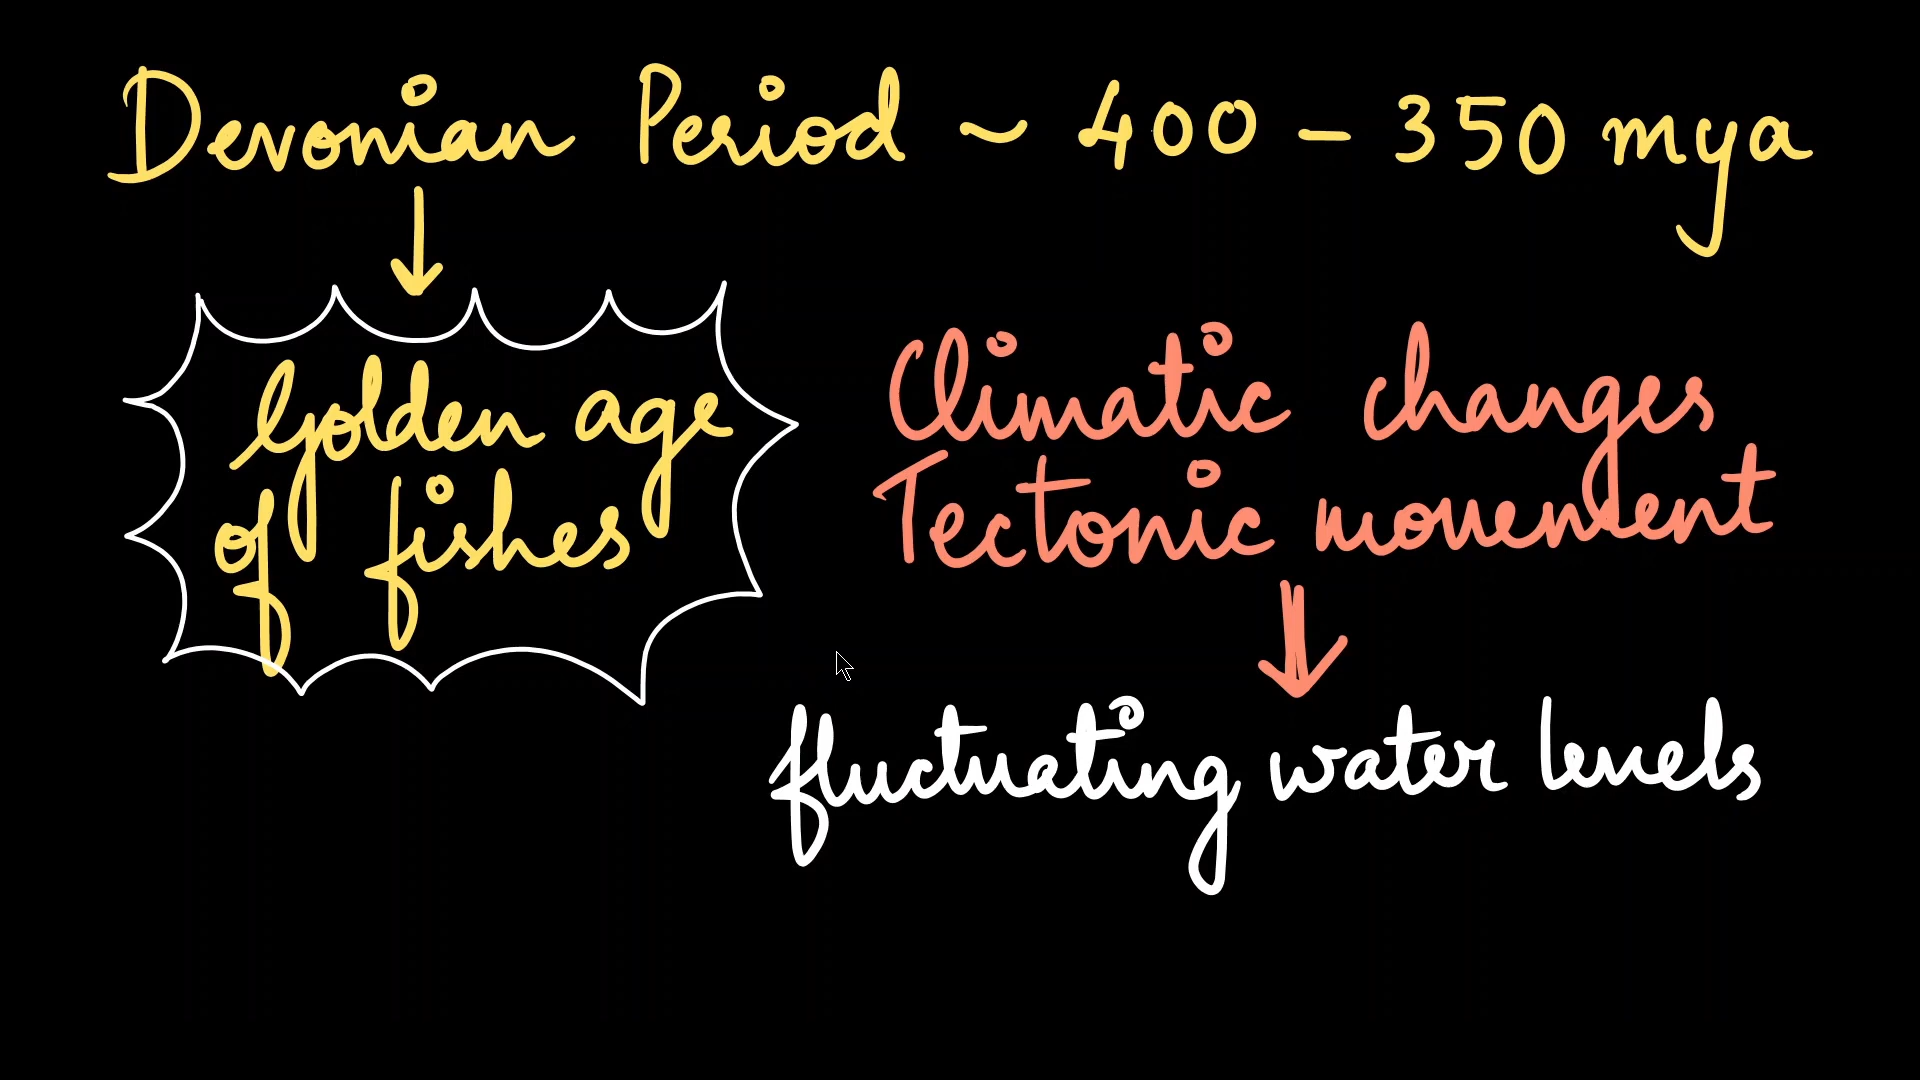 Devonian Period ~ 400 - 350 mya
Golden age
of fishes
Climatic changes
Tectonic movement
fluctuating water levels